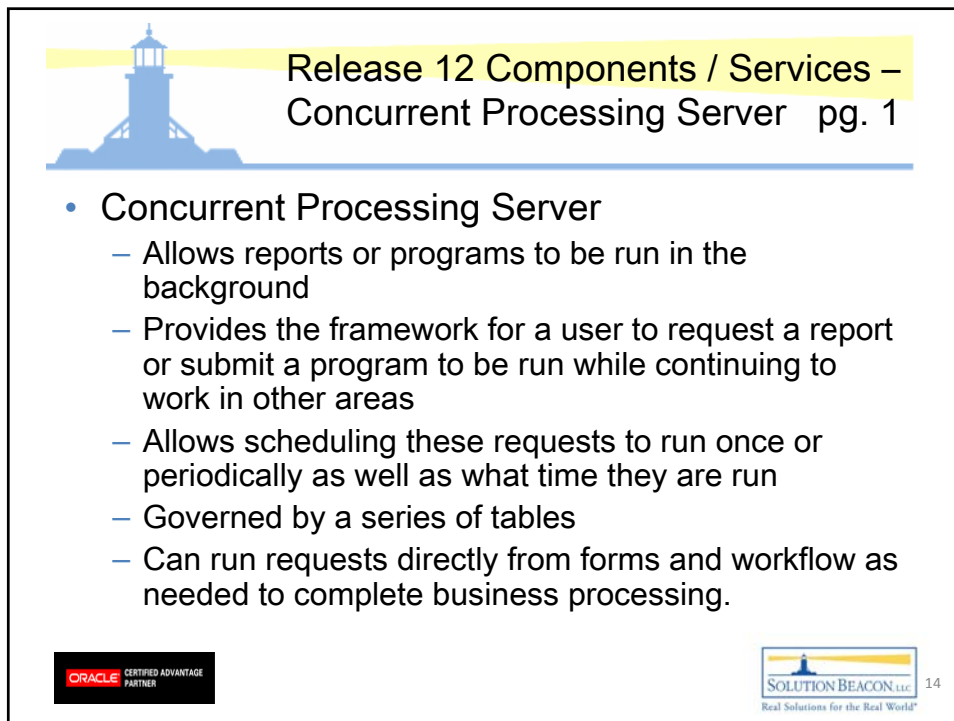 Release 12 Components / Services –
Concurrent Processing Server pg. 1
• Concurrent Processing Server
– Allows reports or programs to be run in the
background
– Provides the framework for a user to request a report
or submit a program to be run while continuing to
work in other areas
– Allows scheduling these requests to run once or
periodically as well as what time they are run
– Governed by a series of tables
– Can run requests directly from forms and workflow as
needed to complete business processing.
ORACLE CERTIFIED ADVANTAGE
PARTNER
SOLUTION BEACON, LLC
Real Solutions for the Real World®
14